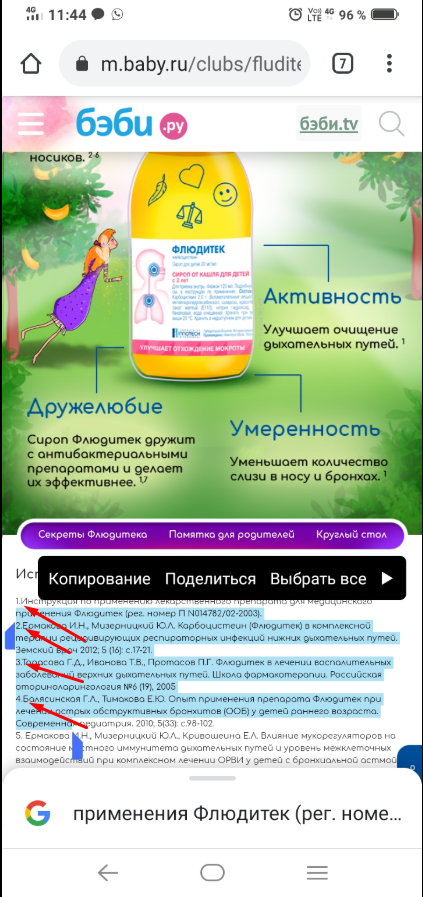 4G 11:44 Vo)) LTE 4G 96 %
m.baby.ru/clubs/fludite 7
бэби .ру бэби.tv
носиков. 2-6
ФЛЮДИТЕК
СИРОП ОТ КАШЛЯ ДЛЯ ДЕТЕЙ
с 2 лет
INNOTECH
УЛУЧШАЕТ ОТХОЖДЕНИЕ МОКРОТЫ
Активность
Улучшает очищение
дыхательных путей. 1
Дружелюбие
Сироп Флюдитек дружит
с антибактериальными
препаратами и делает
их эффективнее. 1,7
Умеренность
Уменьшает количество
слизи в носу и бронхах. 1
Секреты Флюдитека Памятка для родителей Круглый стол
Ис
Копирование Поделиться Выбрать все
1.Инструкция по применению лекарственного препарата для медицинского
применения Флюдитек (рег. номер П N014782/02-2003).
2.Ермакова И.Н., Мизерницкий Ю.Л. Карбоцистеин (Флюдитек) в комплексной
терапии рецидивирующих респираторных инфекций нижних дыхательных путей.
Земский врач 2012; 5 (16): с.17-21.
3.Тарасова Г.Д., Иванова Т.В., Протасов П.Г. Флюдитек в лечении воспалительных
заболеваний верхних дыхательных путей. Школа фармакотерапии. Российская
оториноларингология №6 (19), 2005
4.Балясинская Г.Л., Тимакова Е.Ю. Опыт применения препарата Флюдитек при
лечении острых обструктивных бронхитов (ООБ) у детей раннего возраста.
Современная педиатрия. 2010, 5(33): с.98-102.
5. Ермакова И.Н., Мизерницкий Ю.Л., Кривошеина Е.Л. Влияние мукорегуляторов на
состояние местного иммунитета дыхательных путей и уровень межклеточных
взаимодействий при комплексном лечении ОРВИ у детей с бронхиальной астмой
применения Флюдитек (рег. номе...